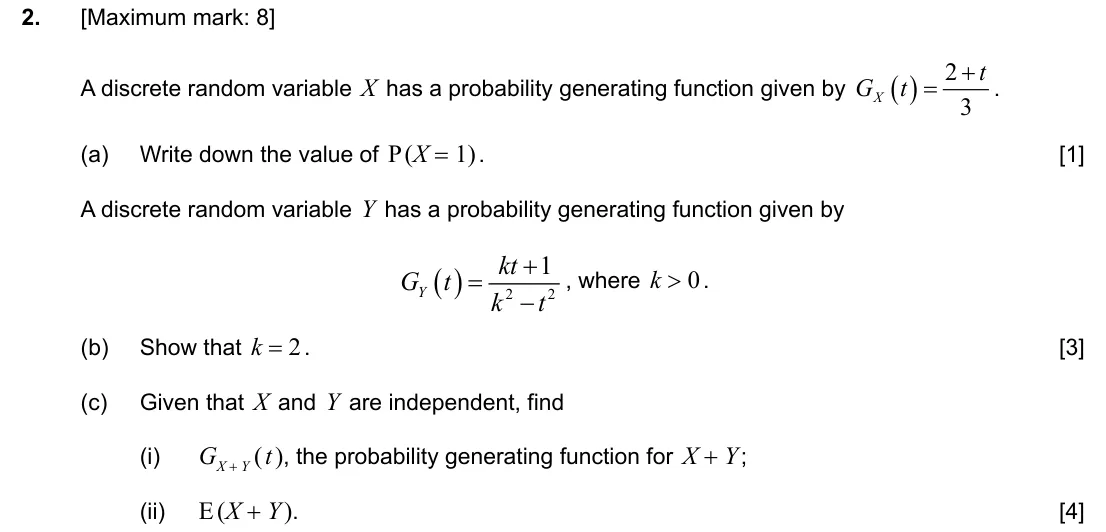 2. [Maximum mark: 8]
A discrete random variable X has a probability generating function given by G_X(t) = (2+t)/3 .
(a) Write down the value of P(X = 1). [1]
A discrete random variable Y has a probability generating function given by
G_Y(t) = (kt+1)/(k² − t²) , where k > 0.
(b) Show that k = 2. [3]
(c) Given that X and Y are independent, find
(i) G_{X+Y}(t), the probability generating function for X + Y;
(ii) E(X + Y). [4]